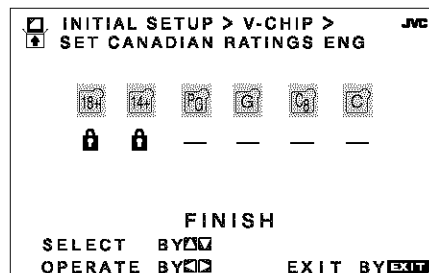 INITIAL SETUP > V-CHIP > JVC
SET CANADIAN RATINGS ENG
18+ 14+ PG G C8 C
FINISH
SELECT BY
OPERATE BY EXIT BY EXIT